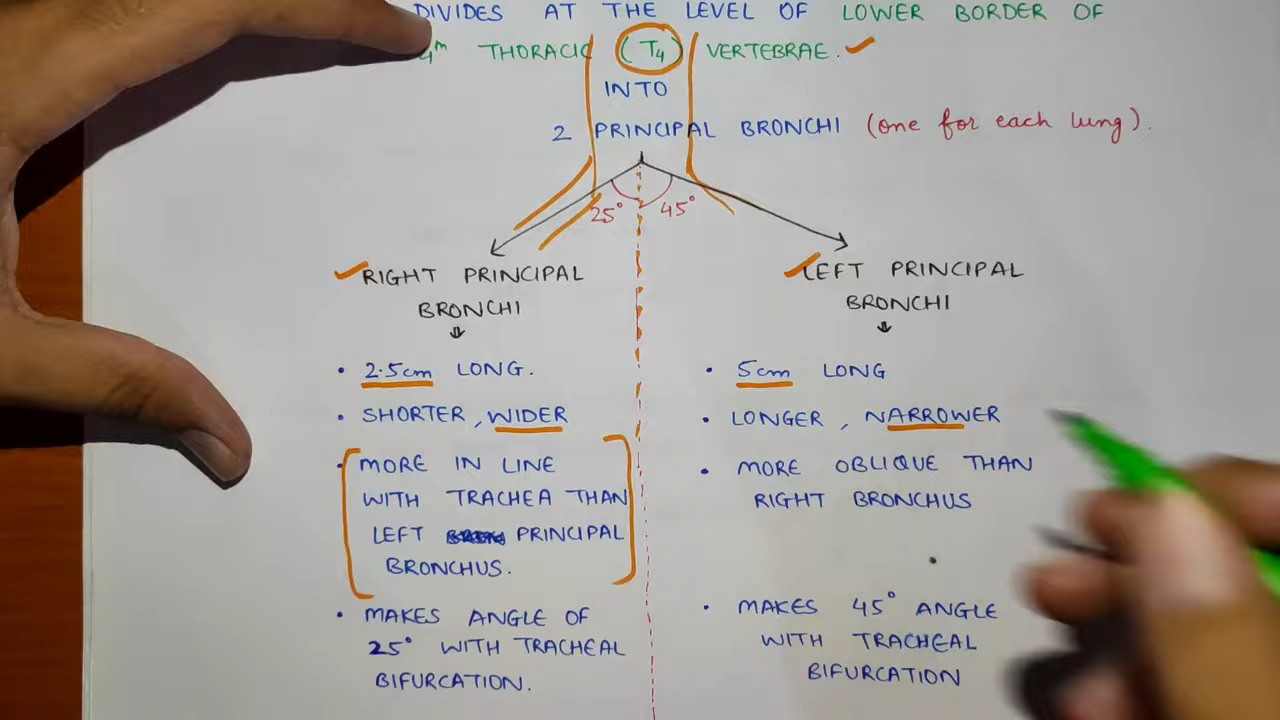 DIVIDES AT THE LEVEL OF LOWER BORDER OF
4th THORACIC (T4) VERTEBRAE.
INTO
2 PRINCIPAL BRONCHI (one for each lung).
25° 45°
RIGHT PRINCIPAL
BRONCHI
• 2.5cm LONG.
• SHORTER, WIDER
• MORE IN LINE
WITH TRACHEA THAN
LEFT PRINCIPAL
BRONCHUS.
• MAKES ANGLE OF
25° WITH TRACHEAL
BIFURCATION.
LEFT PRINCIPAL
BRONCHI
• 5cm LONG
• LONGER, NARROWER
• MORE OBLIQUE THAN
RIGHT BRONCHUS
• MAKES 45° ANGLE
WITH TRACHEAL
BIFURCATION